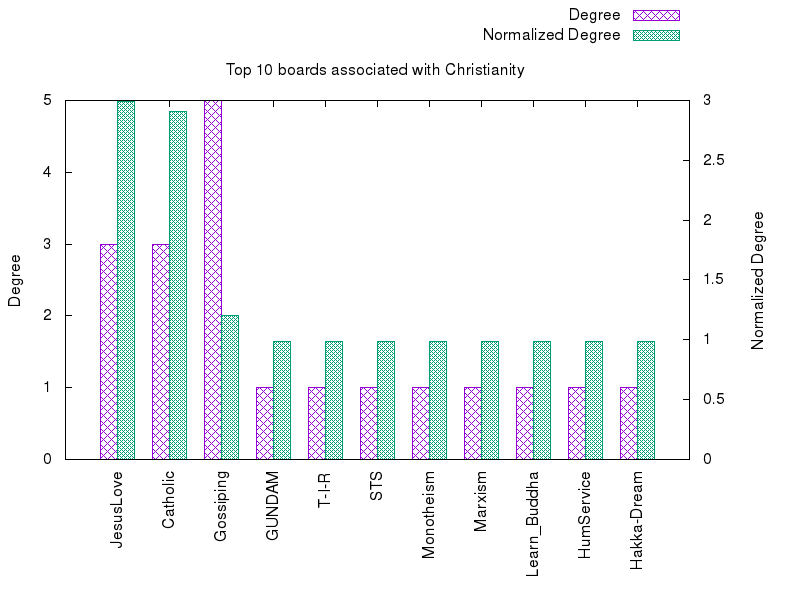 Degree
Normalized Degree
Top 10 boards associated with Christianity
5
4
3
2
1
0
3
2.5
2
1.5
1
0.5
0
Degree
Normalized Degree
JesusLove
Catholic
Gossiping
GUNDAM
T-I-R
STS
Monotheism
Marxism
Learn_Buddha
HumService
Hakka-Dream